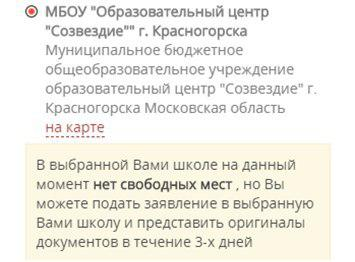 МБОУ "Образовательный центр
"Созвездие"" г. Красногорска
Муниципальное бюджетное
общеобразовательное учреждение
образовательный центр "Созвездие" г.
Красногорска Московская область
на карте
В выбранной Вами школе на данный
момент нет свободных мест , но Вы
можете подать заявление в выбранную
Вами школу и представить оригиналы
документов в течение 3-х дней